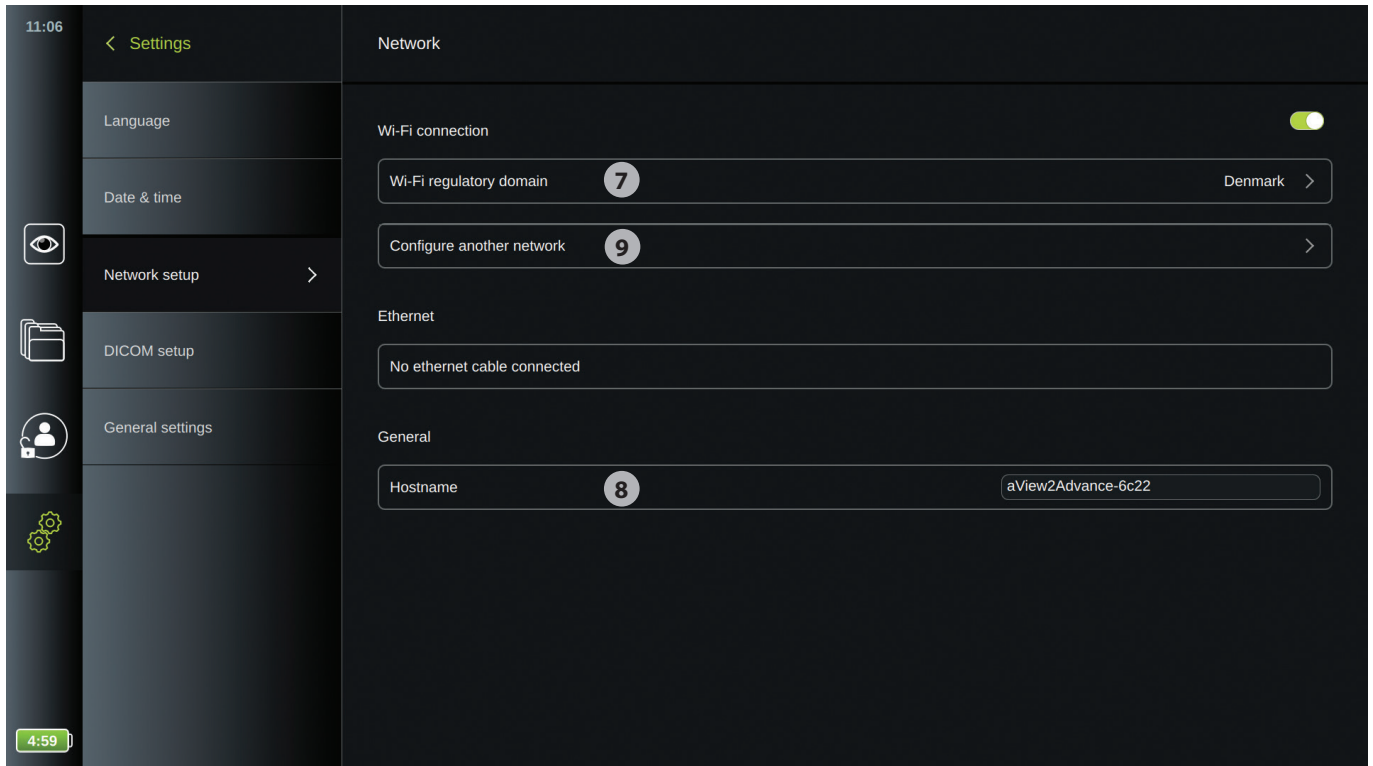 11:06
Settings
Network
Language
Date & time
Network setup
DICOM setup
General settings
Wi-Fi connection
Wi-Fi regulatory domain 7 Denmark
Configure another network 9
Ethernet
No ethernet cable connected
General
Hostname 8 aView2Advance-6c22
4:59